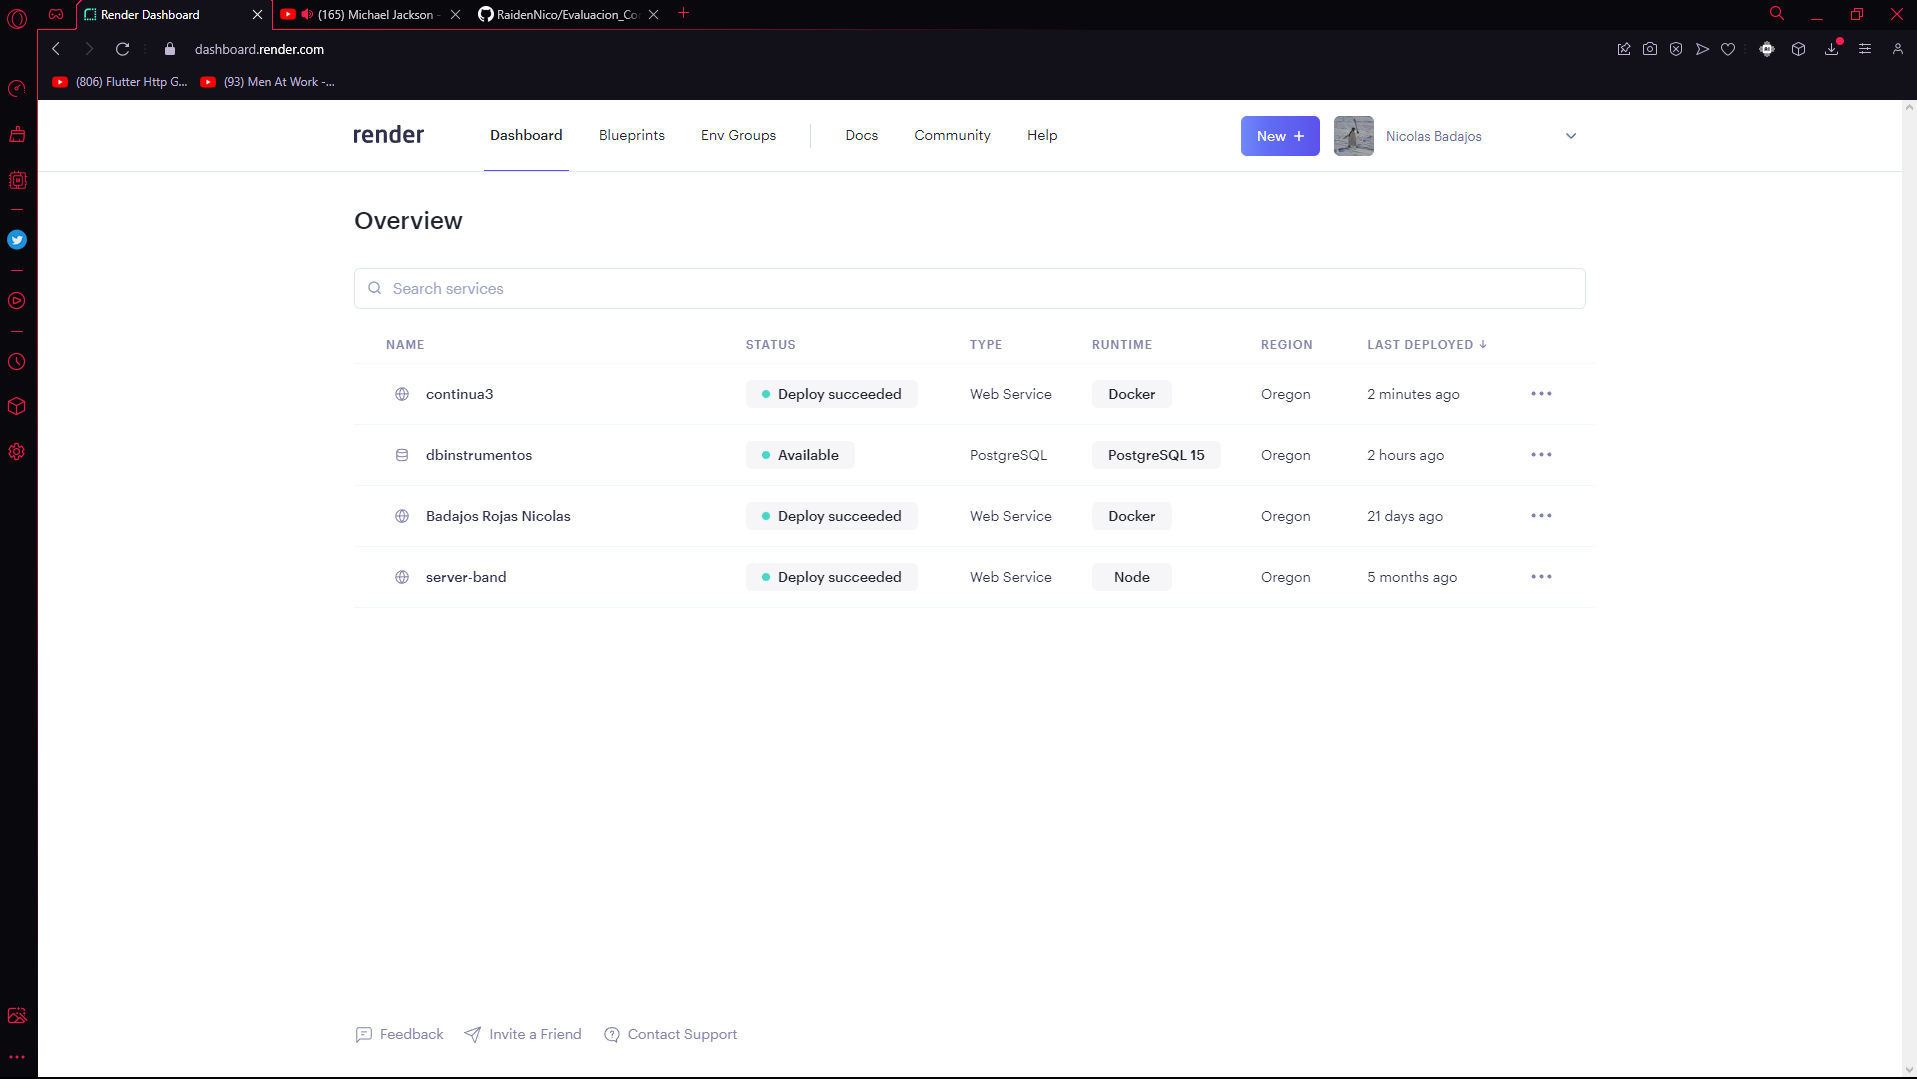 Render Dashboard
(165) Michael Jackson -
RaidenNico/Evaluacion_Co
dashboard.render.com
(806) Flutter Http G...
(93) Men At Work -...
render
Dashboard
Blueprints
Env Groups
Docs
Community
Help
New +
Nicolas Badajos
Overview
Search services
NAME STATUS TYPE RUNTIME REGION LAST DEPLOYED ↓
continua3 Deploy succeeded Web Service Docker Oregon 2 minutes ago
dbinstrumentos Available PostgreSQL PostgreSQL 15 Oregon 2 hours ago
Badajos Rojas Nicolas Deploy succeeded Web Service Docker Oregon 21 days ago
server-band Deploy succeeded Web Service Node Oregon 5 months ago
Feedback
Invite a Friend
Contact Support